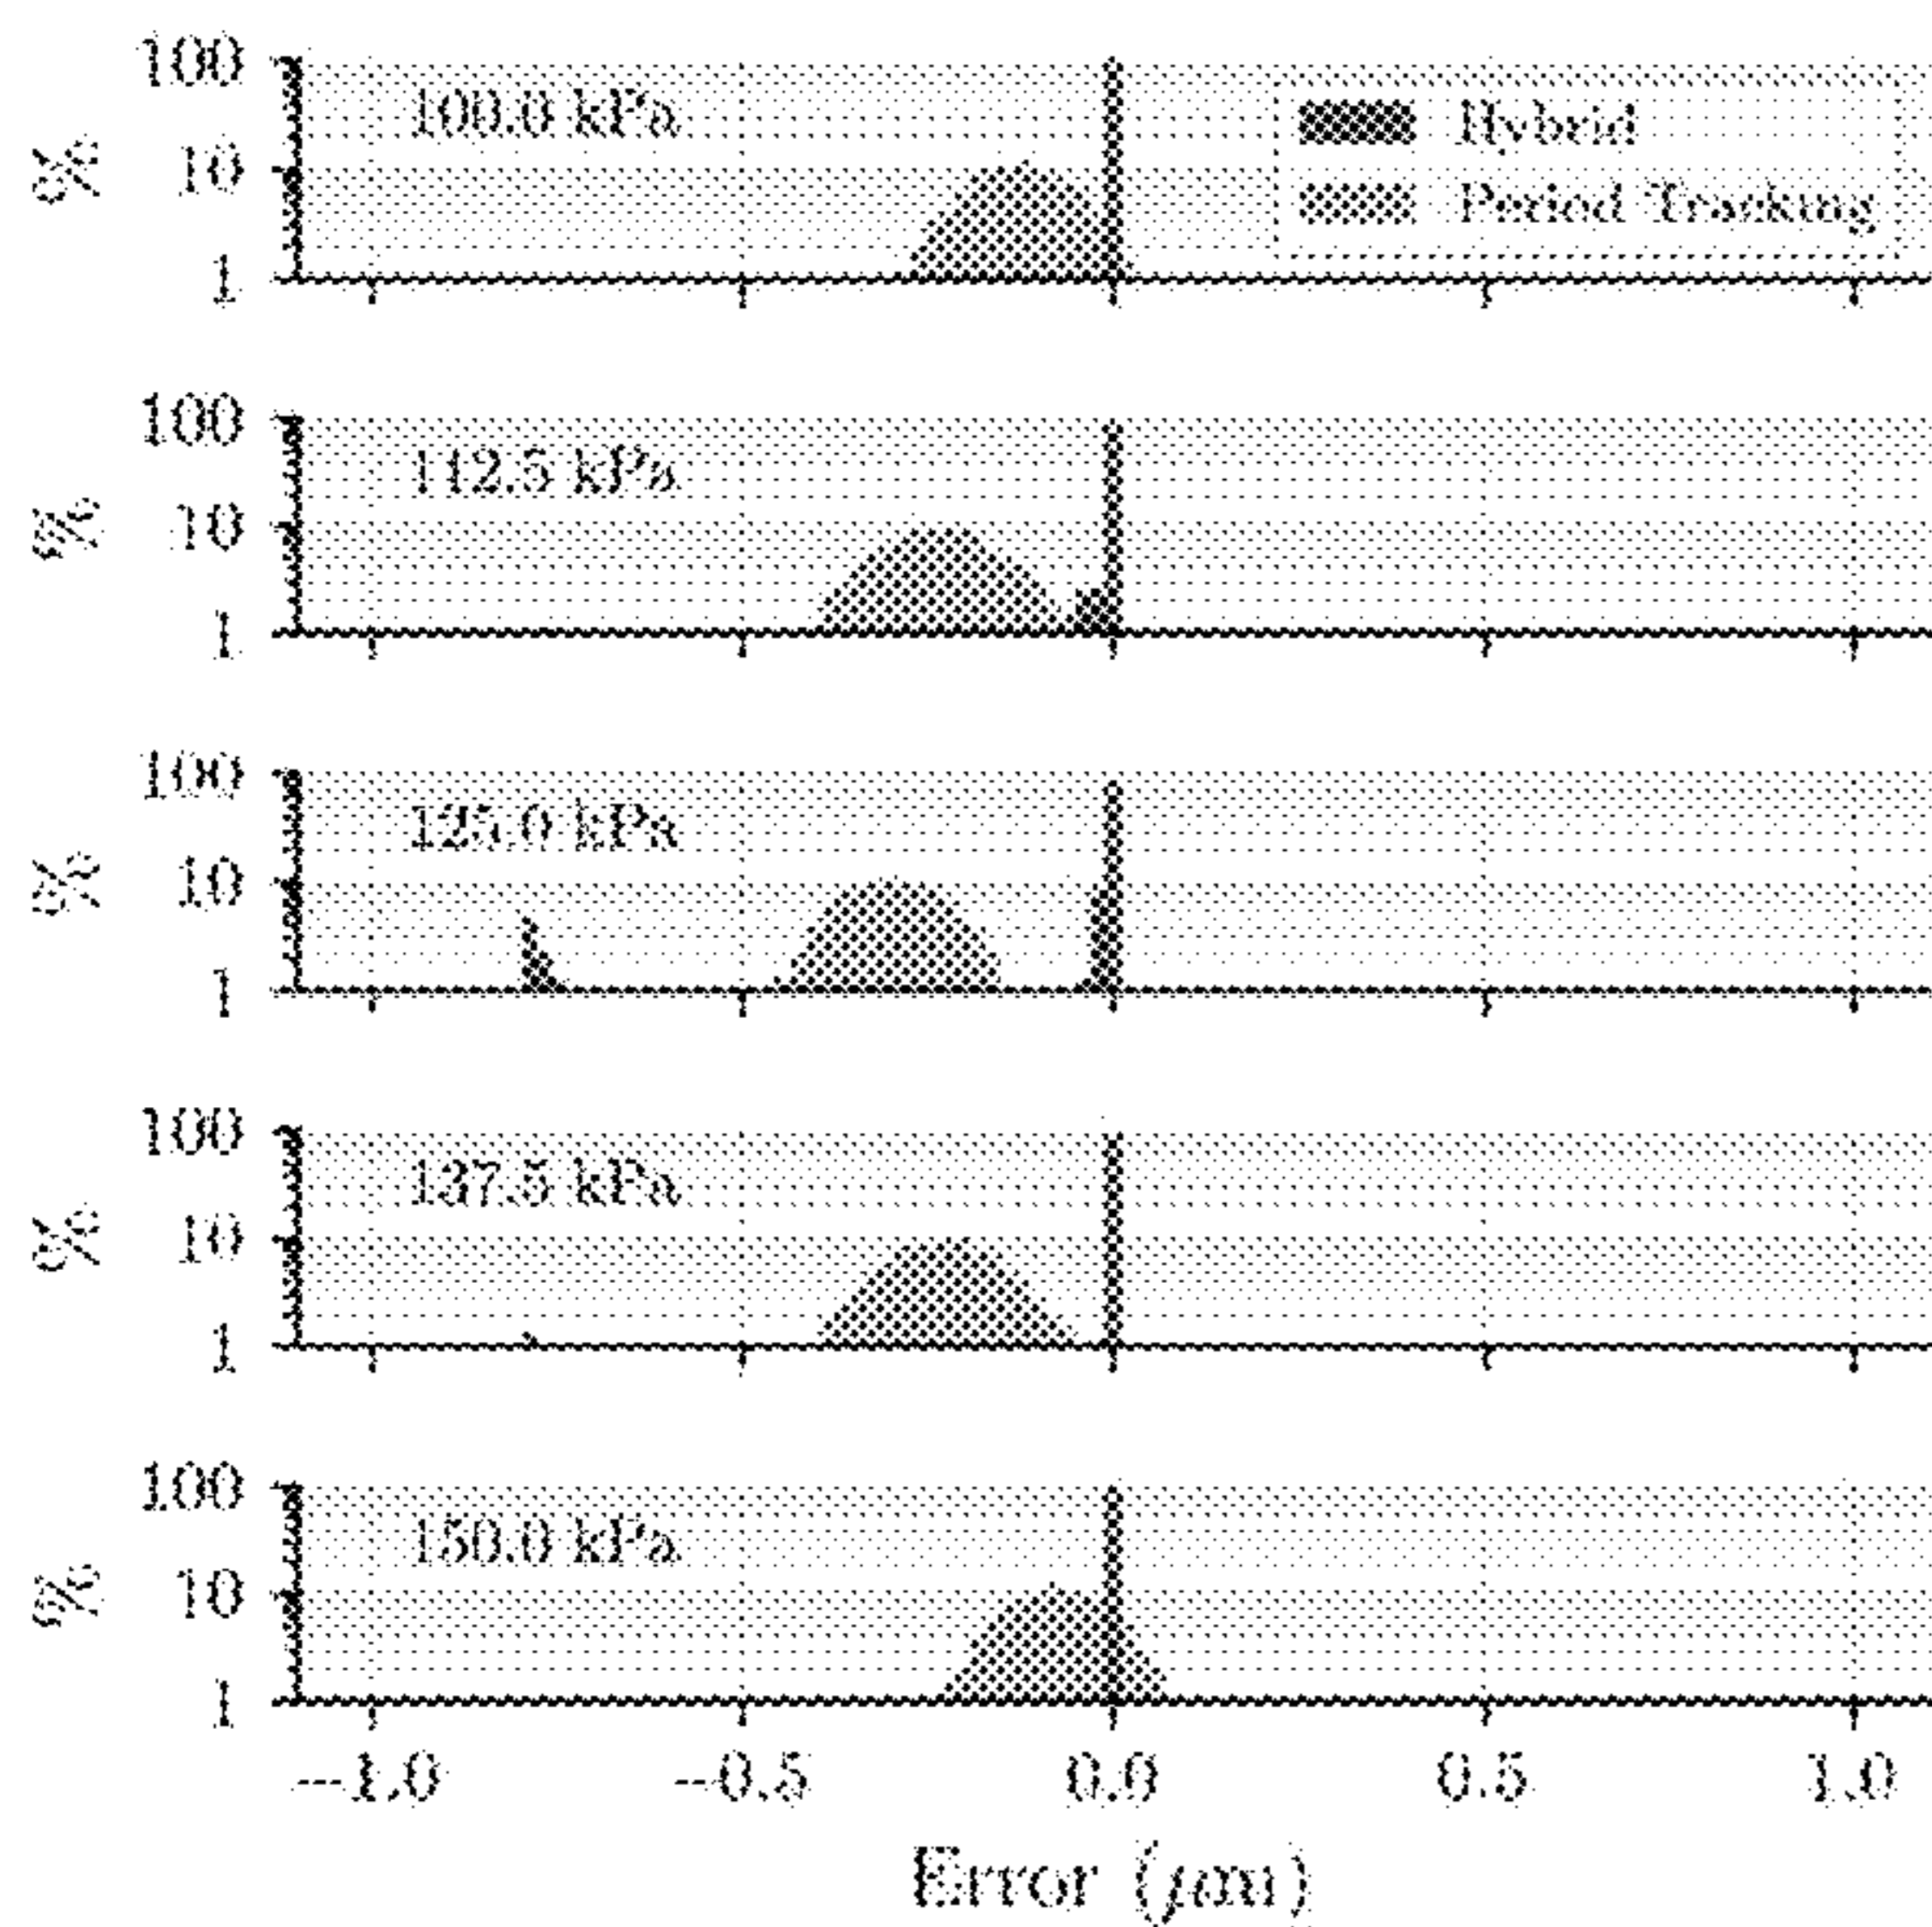 100
100.0 kPa
Hybrid
% 10
Period Tracking
1
100
112.5 kPa
% 10
1
100
125.0 kPa
% 10
1
100
137.5 kPa
% 10
1
100
150.0 kPa
% 10
1
-1.0 -0.5 0.0 0.5 1.0
Error (μm)